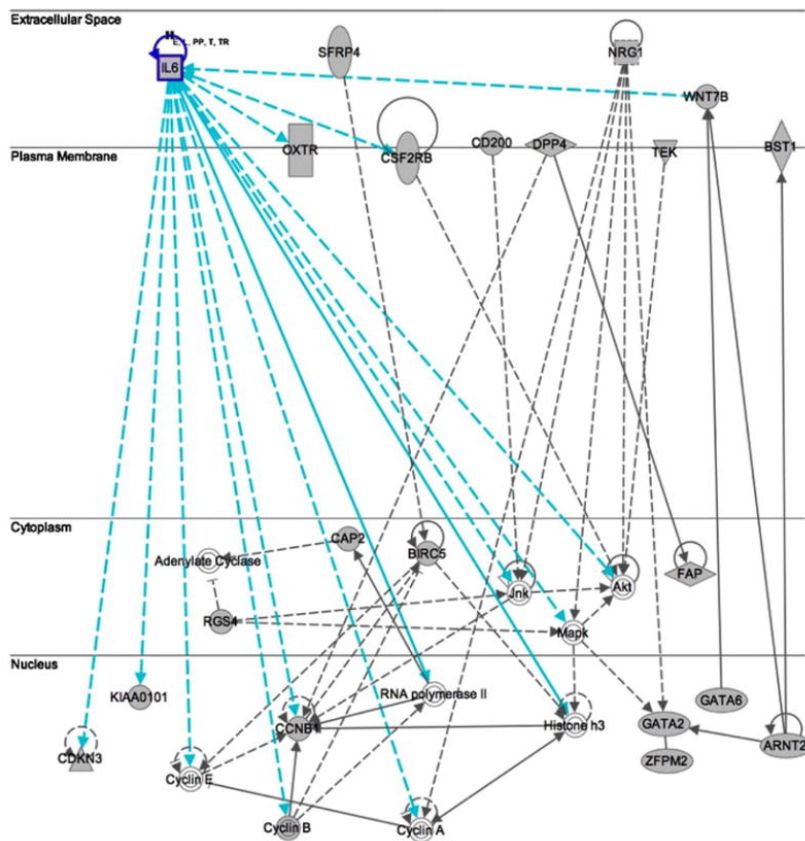 Extracellular Space
E, L, PP, T, TR
IL6
SFRP4
NRG1
WNT7B
Plasma Membrane
OXTR
CSF2RB
CD200
DPP4
TEK
BST1
Cytoplasm
CAP2
Adenylate Cyclase
BIRC5
Jnk
Akt
FAP
RGS4
Mapk
Nucleus
KIAA0101
RNA polymerase II
GATA6
CCNB1
Histone h3
GATA2
ARNT2
CDKN3
Cyclin E
ZFPM2
Cyclin B
Cyclin A